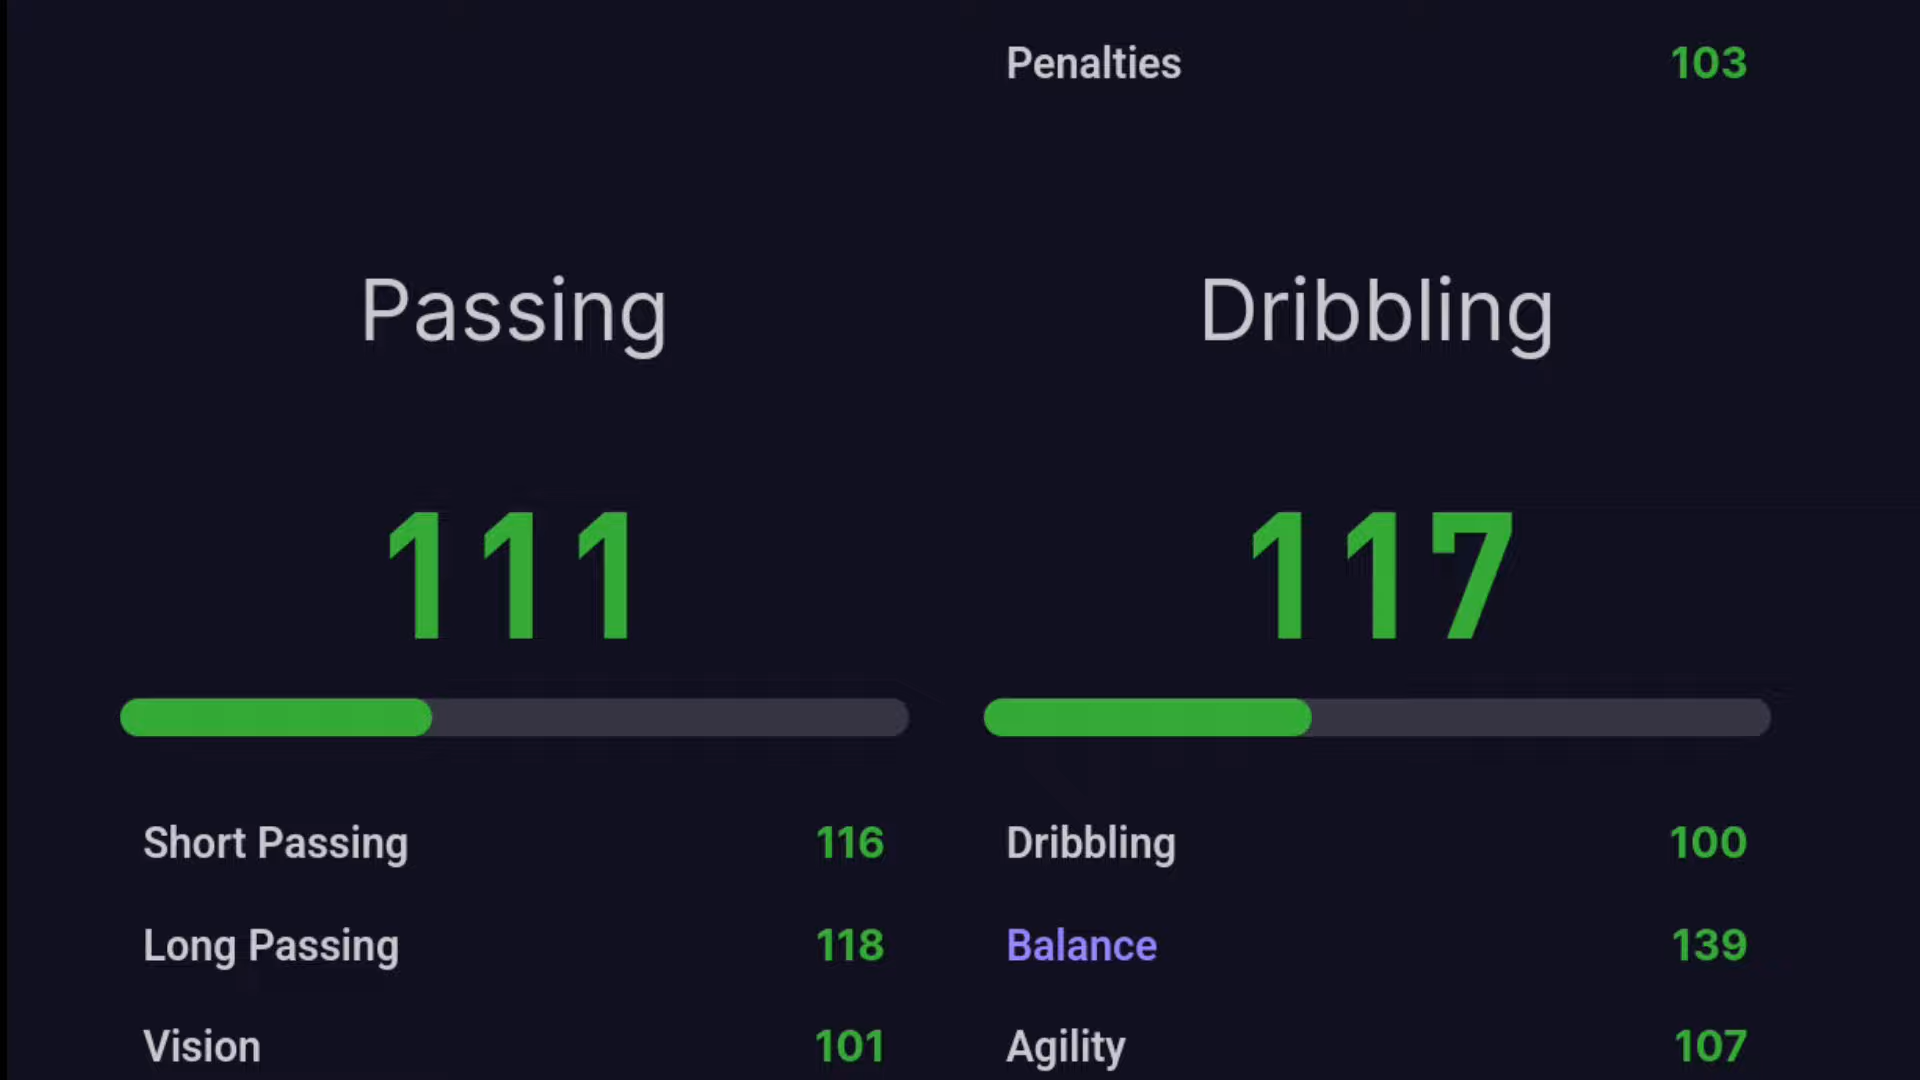 Penalties 103
Passing
111
Short Passing 116
Long Passing 118
Vision 101
Dribbling
117
Dribbling 100
Balance 139
Agility 107